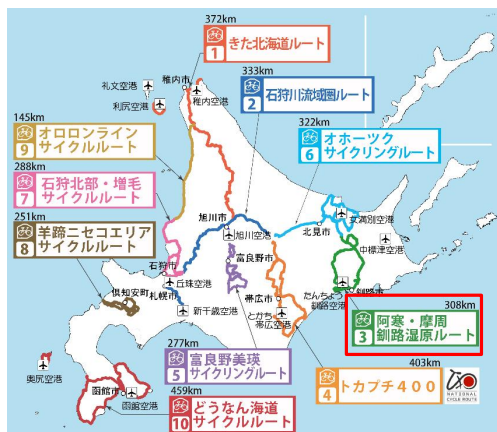 372km
1 きた北海道ルート
稚内市
稚内空港
礼文空港
利尻空港
333km
2 石狩川流域圏ルート
322km
6 オホーツク
サイクリングルート
145km
9 オロロンライン
サイクルルート
288km
7 石狩北部・増毛
サイクルルート
251km
8 羊蹄ニセコエリア
サイクルルート
旭川市
旭川空港
富良野市
北見市
女満別空港
中標津空港
石狩市
丘珠空港
札幌市
新千歳空港
倶知安町
帯広市
とかち
帯広空港
たんちょう
釧路空港
釧路市
308km
3 阿寒・摩周
釧路湿原ルート
277km
5 富良野美瑛
サイクリングルート
403km
4 トカプチ400
NATIONAL
CYCLE ROUTE
奥尻空港
函館市
函館空港
459km
10 どうなん海道
サイクルルート